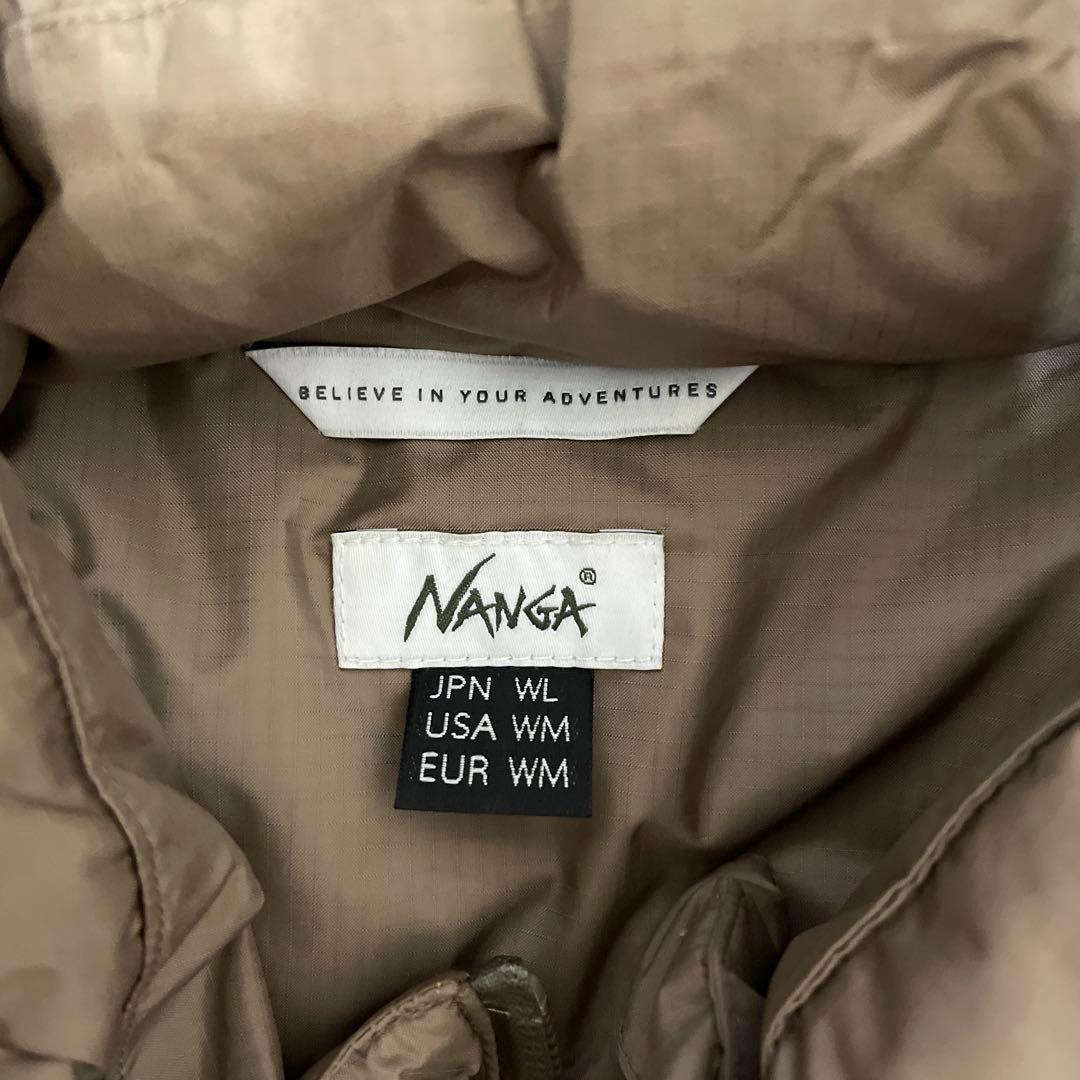 BELIEVE IN YOUR ADVENTURES
NANGA®
JPN WL
USA WM
EUR WM